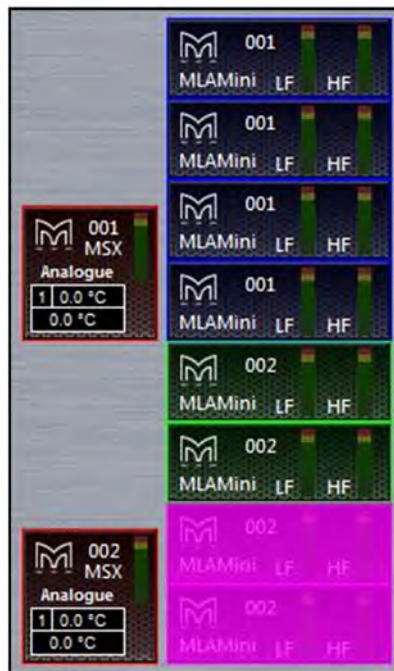 001
MLAMini LF HF
001
MLAMini LF HF
001
MLAMini LF HF
001
MLAMini LF HF
002
MLAMini LF HF
002
MLAMini LF HF
002
MLAMini LF HF
002
MLAMini LF HF
001
MSX
Analogue
1 0.0 °C
0.0 °C
002
MSX
Analogue
1 0.0 °C
0.0 °C